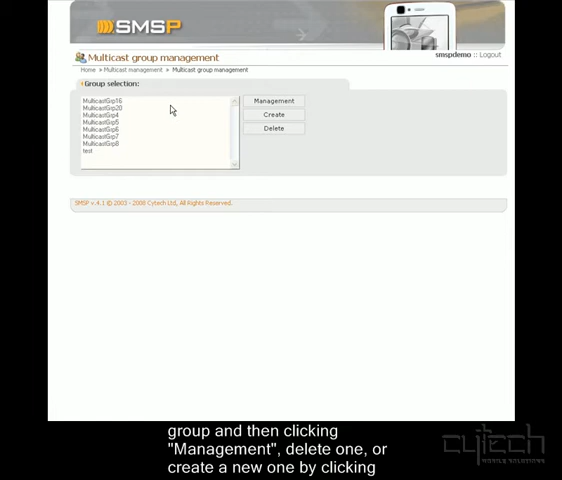 SMSP
Multicast group management
smspdemo :: Logout
Home » Multicast management » Multicast group management
Group selection:
MulticastGrp16
MulticastGrp20
MulticastGrp4
MulticastGrp5
MulticastGrp6
MulticastGrp7
MulticastGrp8
test
Management
Create
Delete
SMSP v.4.1 © 2003 - 2008 Cytech Ltd, All Rights Reserved.
group and then clicking
"Management", delete one, or
create a new one by clicking
cytech
MOBILE SOLUTIONS